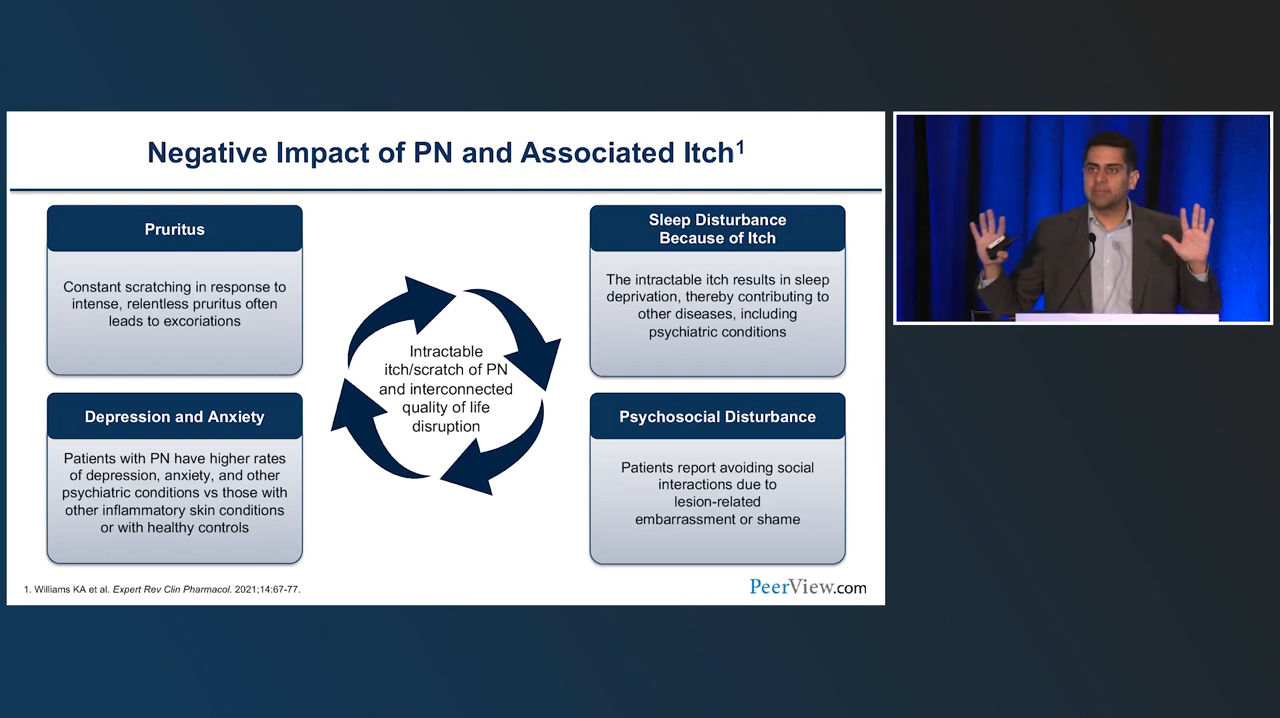 Negative Impact of PN and Associated Itch¹
Pruritus
Constant scratching in response to
intense, relentless pruritus often
leads to excoriations
Sleep Disturbance
Because of Itch
The intractable itch results in sleep
deprivation, thereby contributing to
other diseases, including
psychiatric conditions
Intractable
itch/scratch of PN
and interconnected
quality of life
disruption
Depression and Anxiety
Patients with PN have higher rates
of depression, anxiety, and other
psychiatric conditions vs those with
other inflammatory skin conditions
or with healthy controls
Psychosocial Disturbance
Patients report avoiding social
interactions due to
lesion-related
embarrassment or shame
1. Williams KA et al. Expert Rev Clin Pharmacol. 2021;14:67-77.
PeerView.com